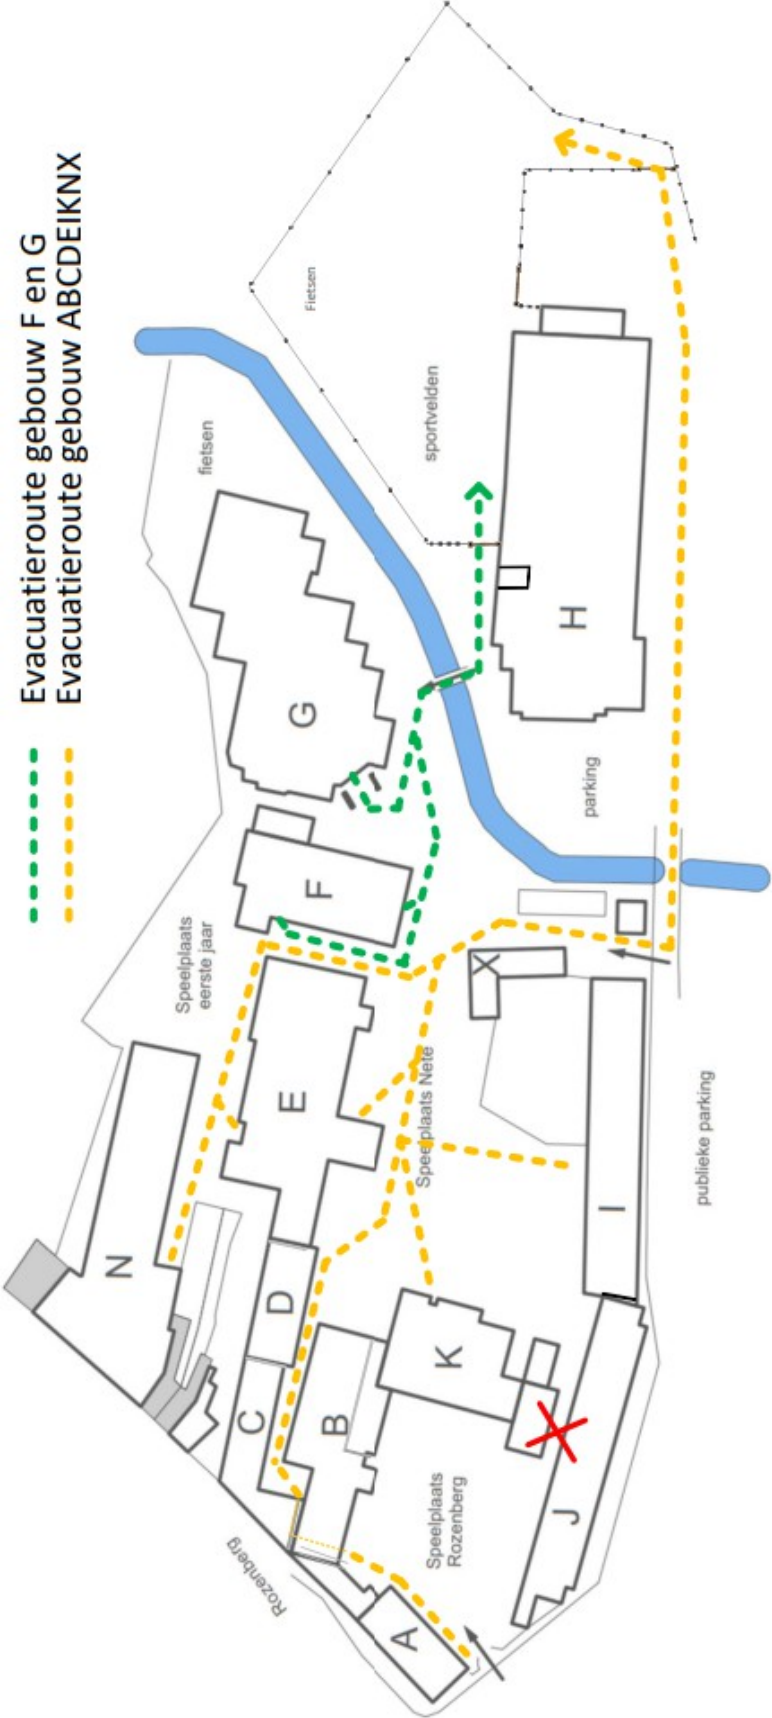 Evacuatieroute gebouw F en G
Evacuatieroute gebouw ABCDEIKNX
Fietsen
fietsen
sportvelden
G
H
parking
F
Speelplaats
eerste jaar
X
E
Speelplaats Nete
publieke parking
N
I
D
K
C
B
Speelplaats
Rozenberg
J
Rozenberg
A